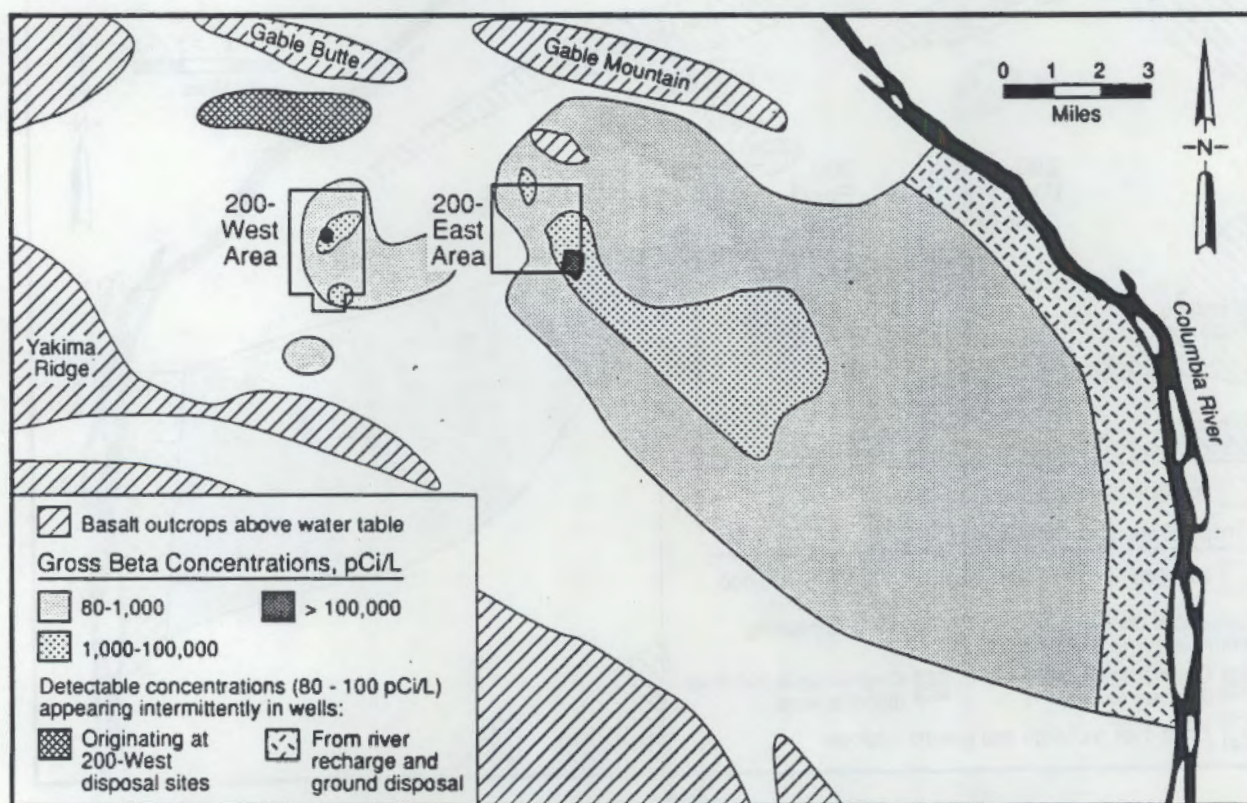 Gable Butte
Gable Mountain
0 1 2 3
Miles
N
200-
West
Area
200-
East
Area
Columbia River
Yakima
Ridge
Basalt outcrops above water table
Gross Beta Concentrations, pCi/L
80-1,000
> 100,000
1,000-100,000
Detectable concentrations (80 - 100 pCi/L)
appearing intermittently in wells:
Originating at
200-West
disposal sites
From river
recharge and
ground disposal